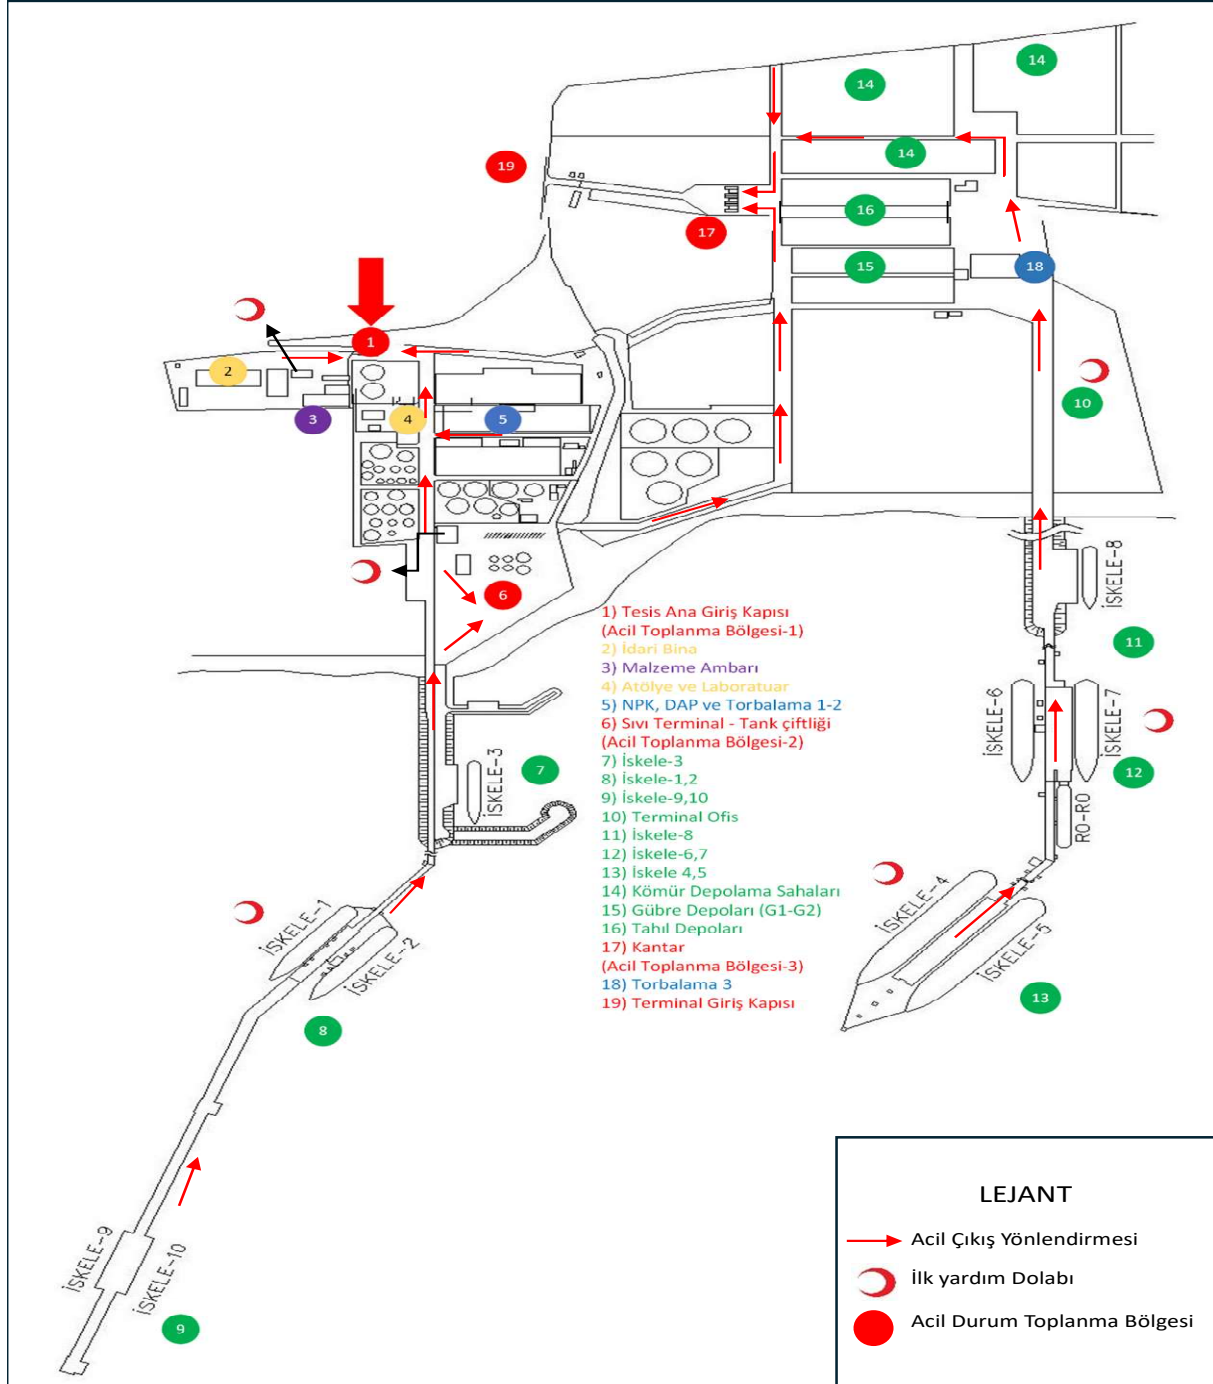 14
14
14
19
16
17
15
18
1
2
10
3
4
5
İSKELE-8
6
1) Tesis Ana Giriş Kapısı
(Acil Toplanma Bölgesi-1)
2) İdari Bina
3) Malzeme Ambarı
4) Atölye ve Laboratuar
5) NPK, DAP ve Torbalama 1-2
6) Sıvı Terminal - Tank çiftliği
(Acil Toplanma Bölgesi-2)
7) İskele-3
8) İskele-1,2
9) İskele-9,10
10) Terminal Ofis
11) İskele-8
12) İskele-6,7
13) İskele 4,5
14) Kömür Depolama Sahaları
15) Gübre Depoları (G1-G2)
16) Tahıl Depoları
17) Kantar
(Acil Toplanma Bölgesi-3)
18) Torbalama 3
19) Terminal Giriş Kapısı
11
İSKELE-6
İSKELE-7
İSKELE-3
7
12
RO-RO
İSKELE-4
İSKELE-5
İSKELE-1
İSKELE-2
13
8
İSKELE-9
İSKELE-10
9
LEJANT
Acil Çıkış Yönlendirmesi
İlk yardım Dolabı
Acil Durum Toplanma Bölgesi